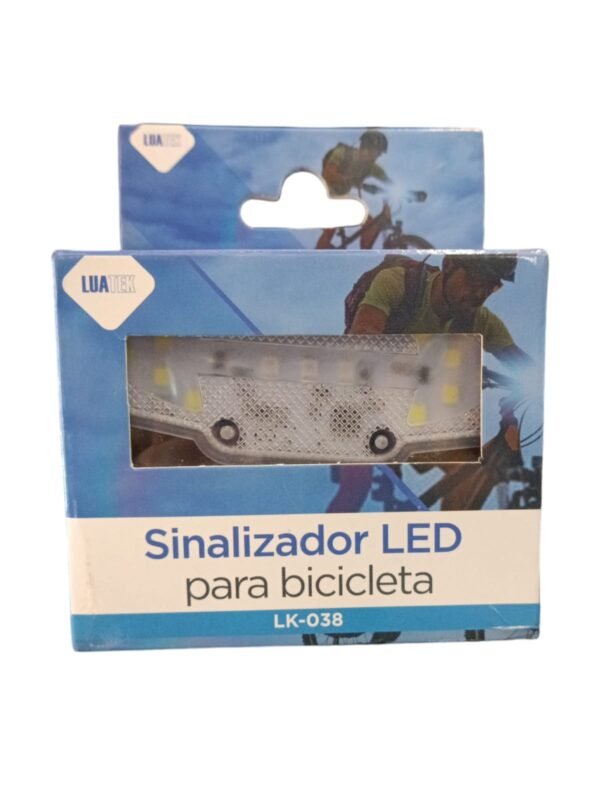 LUATEK
LUATEK
Sinalizador LED
para bicicleta
LK-038